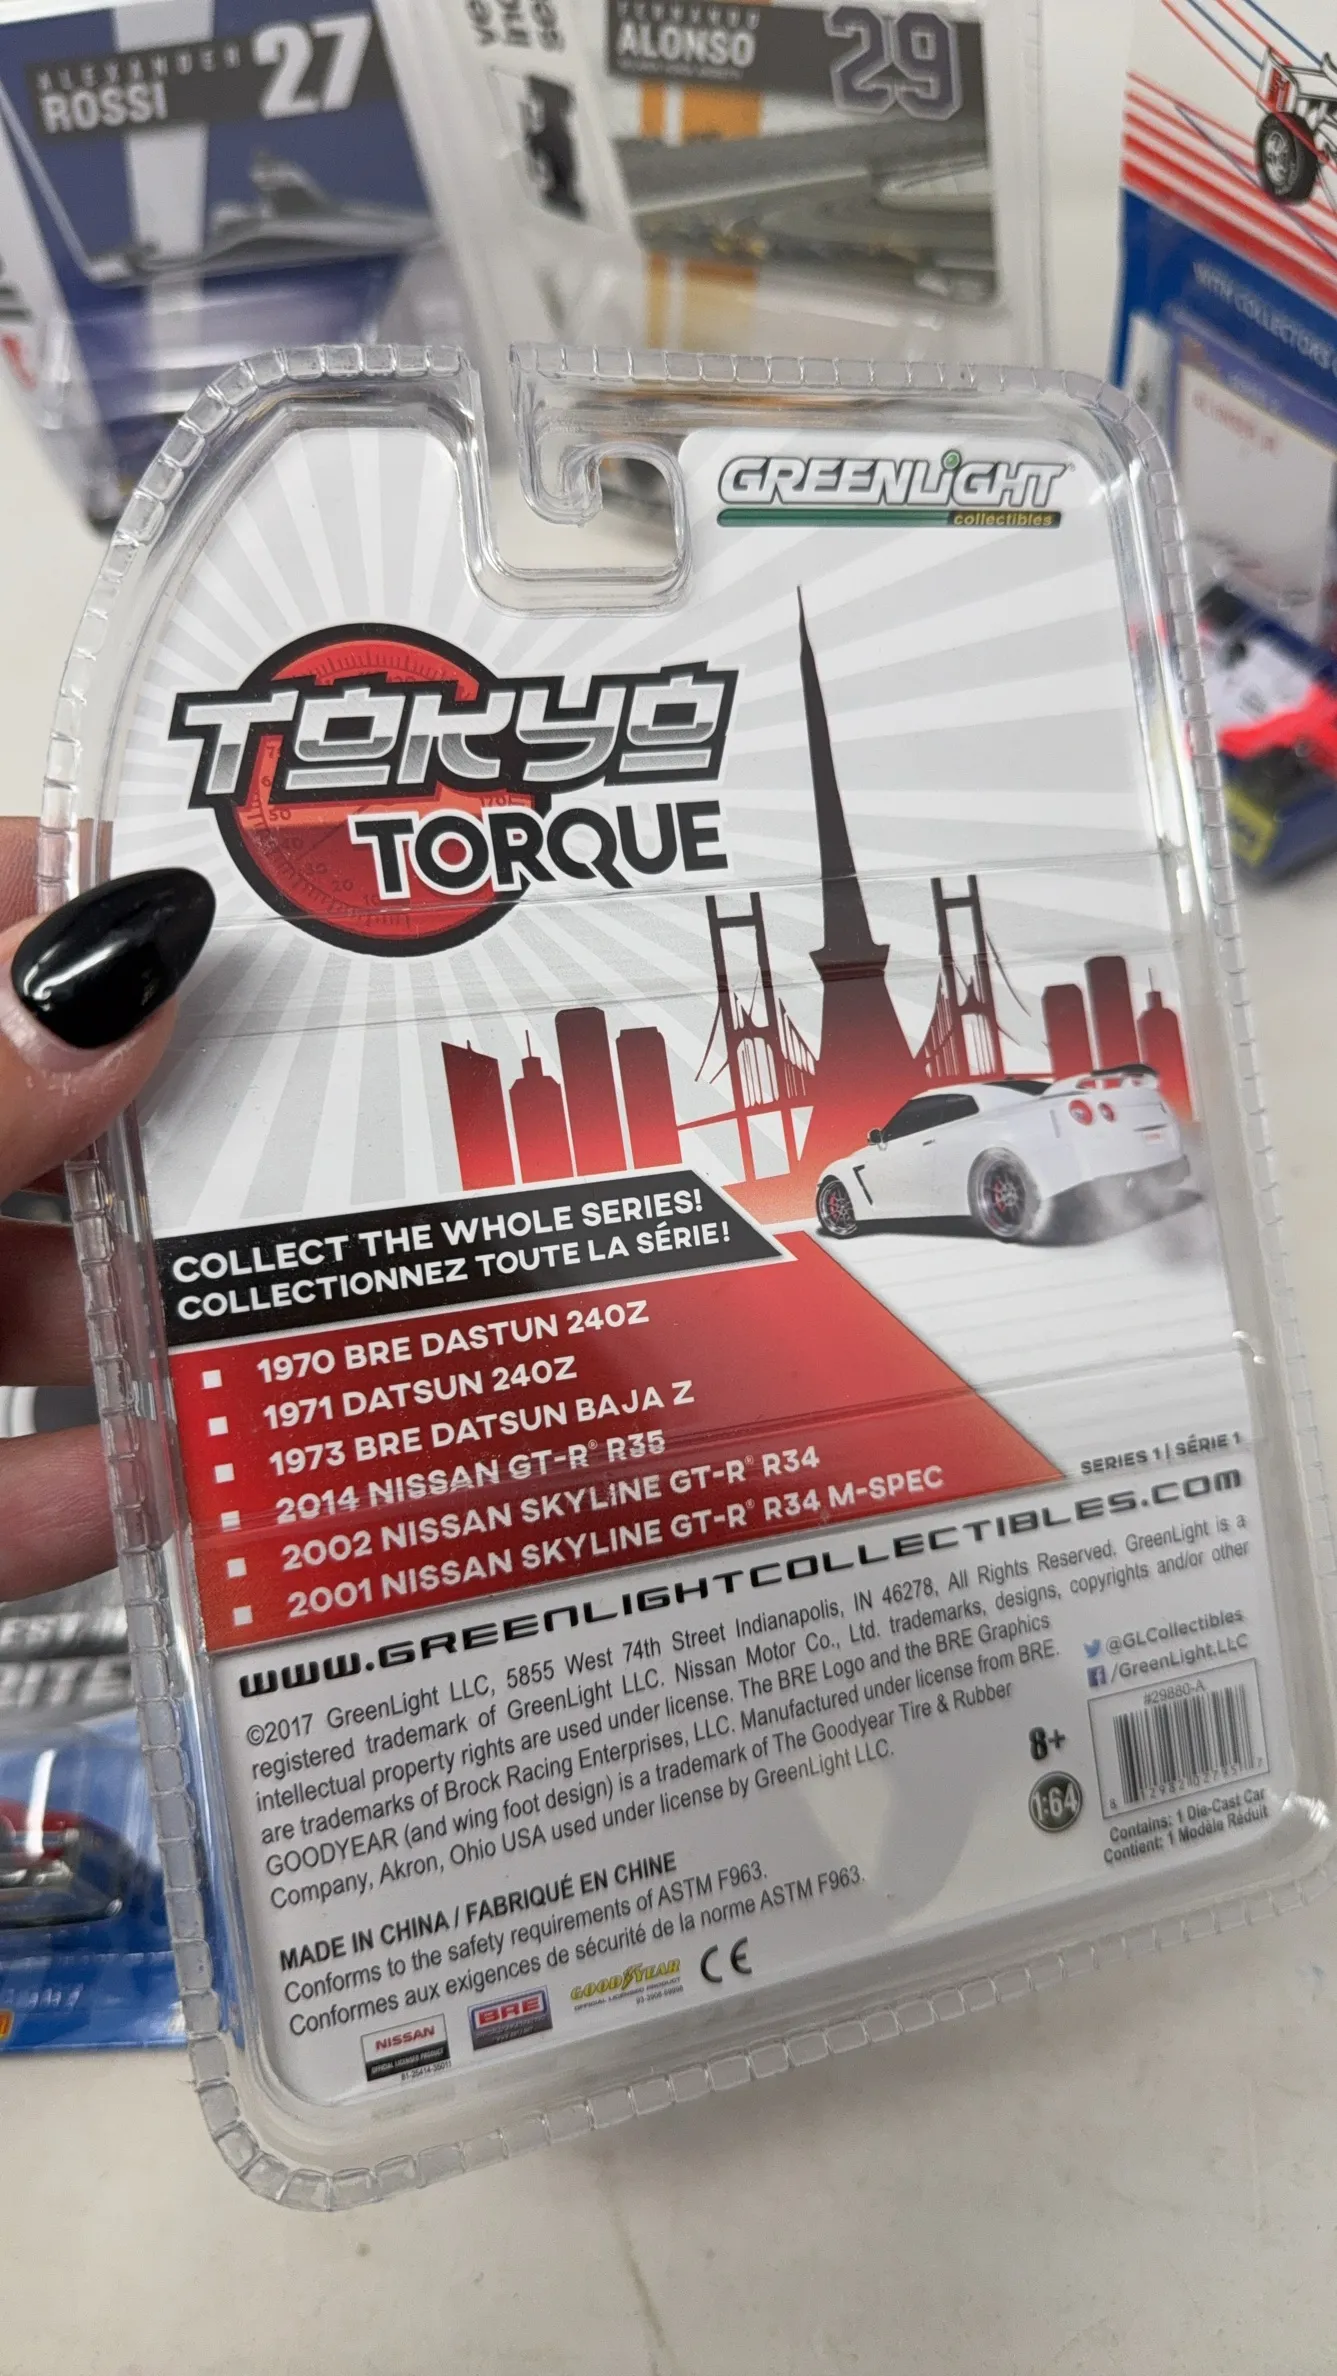 ALEXANDER
ROSSI
27
FERNANDO
ALONSO
29
WITH COLLECTORS
GREENLIGHT
collectibles
TOKYO
TORQUE
COLLECT THE WHOLE SERIES!
COLLECTIONNEZ TOUTE LA SÉRIE!
1970 BRE DASTUN 240Z
1971 DATSUN 240Z
1973 BRE DATSUN BAJA Z
2014 NISSAN GT-R® R35
2002 NISSAN SKYLINE GT-R® R34
2001 NISSAN SKYLINE GT-R® R34 M-SPEC
SERIES 1 | SÉRIE 1
WWW.GREENLIGHTCOLLECTIBLES.COM
©2017 GreenLight LLC, 5855 West 74th Street Indianapolis, IN 46278, All Rights Reserved. GreenLight is a
registered trademark of GreenLight LLC. Nissan Motor Co., Ltd. trademarks, designs, copyrights and/or other
intellectual property rights are used under license. The BRE Logo and the BRE Graphics
are trademarks of Brock Racing Enterprises, LLC. Manufactured under license from BRE.
GOODYEAR (and wing foot design) is a trademark of The Goodyear Tire & Rubber
Company, Akron, Ohio USA used under license by GreenLight LLC.
@GLCollectibles
/GreenLight.LLC
#29880-A
8+
1:64
Contains: 1 Die-Cast Car
Contient: 1 Modèle Réduit
MADE IN CHINA / FABRIQUÉ EN CHINE
Conforms to the safety requirements of ASTM F963.
Conformes aux exigences de sécurité de la norme ASTM F963.
NISSAN
OFFICIAL LICENSED PRODUCT
BRE
GOODYEAR
OFFICIAL LICENSED PRODUCT
CE